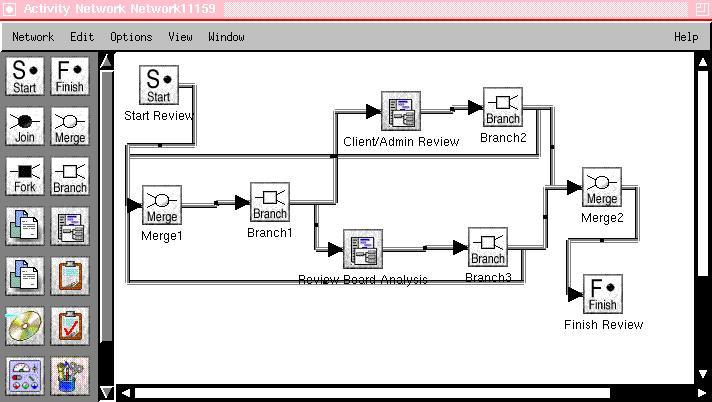 Activity Network Network11159
Network Edit Options View Window Help
S Start
F Finish
Join
Merge
Fork
Branch
S Start
Start Review
Client/Admin Review
Branch
Branch2
Merge
Merge1
Branch
Branch1
Review Board Analysis
Branch
Branch3
Merge
Merge2
F Finish
Finish Review